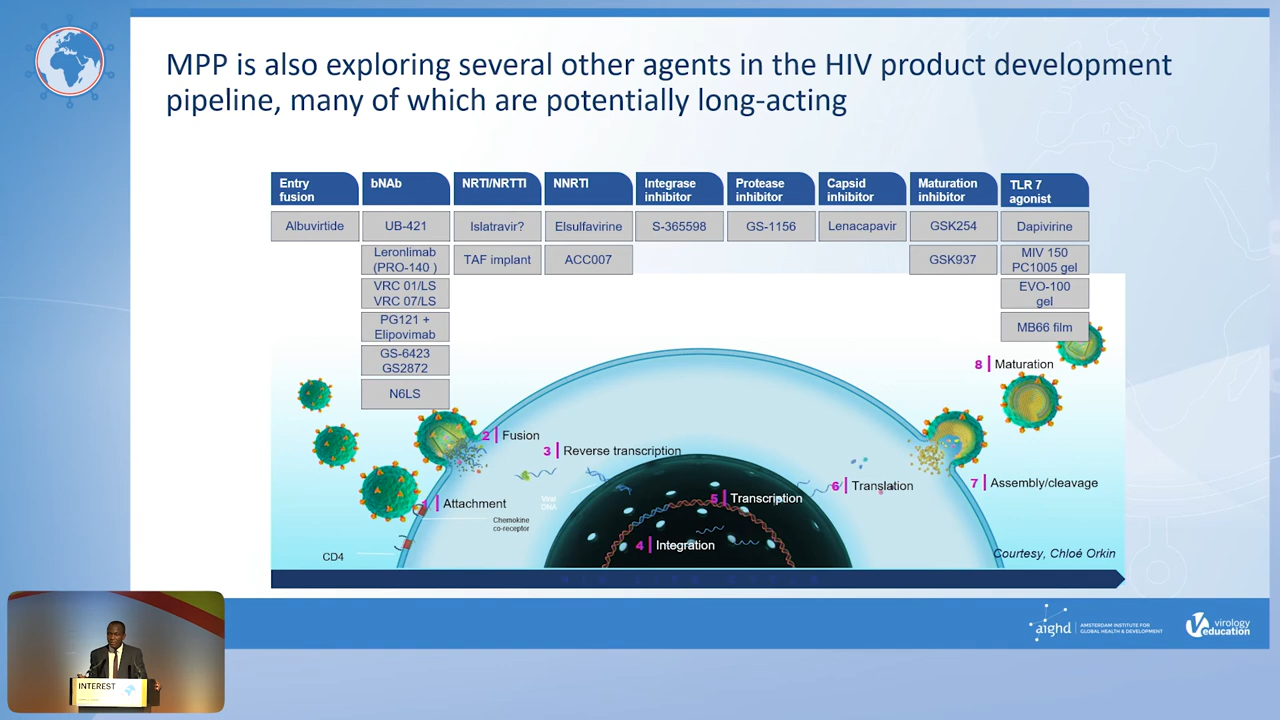 MPP is also exploring several other agents in the HIV product development
pipeline, many of which are potentially long-acting
Entry
fusion
Albuvirtide
bNAb
UB-421
Leronlimab
(PRO-140 )
VRC 01/LS
VRC 07/LS
PG121 +
Elipovimab
GS-6423
GS2872
N6LS
NRTI/NRTTI
Islatravir?
TAF implant
NNRTI
Elsulfavirine
ACC007
Integrase
inhibitor
S-365598
Protease
inhibitor
GS-1156
Capsid
inhibitor
Lenacapavir
Maturation
inhibitor
GSK254
GSK937
TLR 7
agonist
Dapivirine
MIV 150
PC1005 gel
EVO-100
gel
MB66 film
1 Attachment
2 Fusion
3 Reverse transcription
4 Integration
5 Transcription
6 Translation
7 Assembly/cleavage
8 Maturation
Viral
DNA
Chemokine
co-receptor
CD4
Courtesy, Chloé Orkin
INTEREST
aighd
AMSTERDAM INSTITUTE FOR
GLOBAL HEALTH & DEVELOPMENT
virology
education